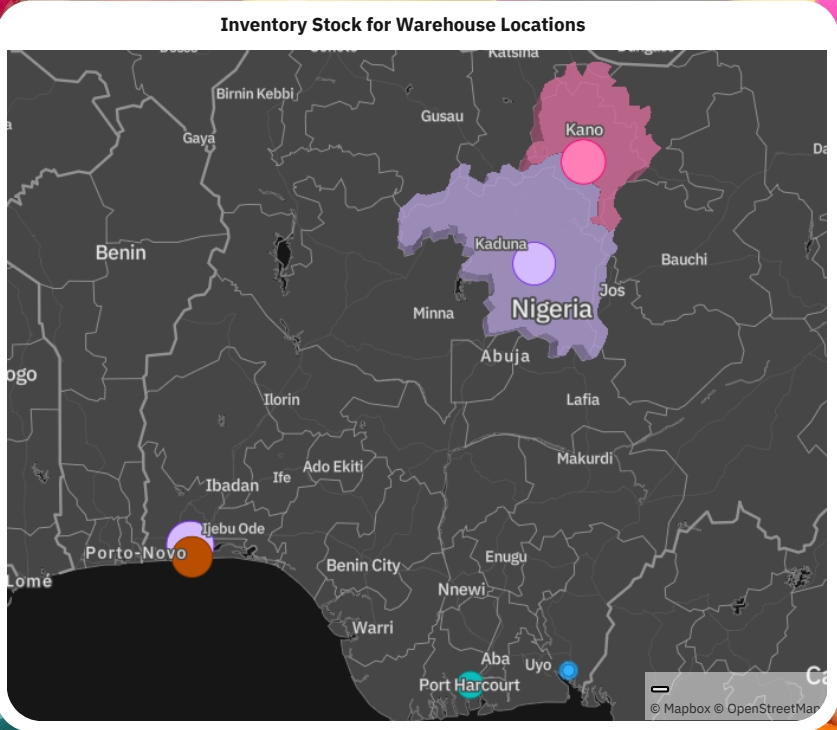 Inventory Stock for Warehouse Locations
Katsina
Birnin Kebbi
Gusau
Kano
Gaya
Benin
Kaduna
Bauchi
Jos
Minna
Nigeria
Abuja
Ilorin
Lafia
Ado Ekiti
Makurdi
Ife
Ibadan
Ijebu Ode
Porto-Novo
Enugu
Benin City
Lomé
Nnewi
Warri
Aba
Uyo
Port Harcourt
© Mapbox © OpenStreetMap